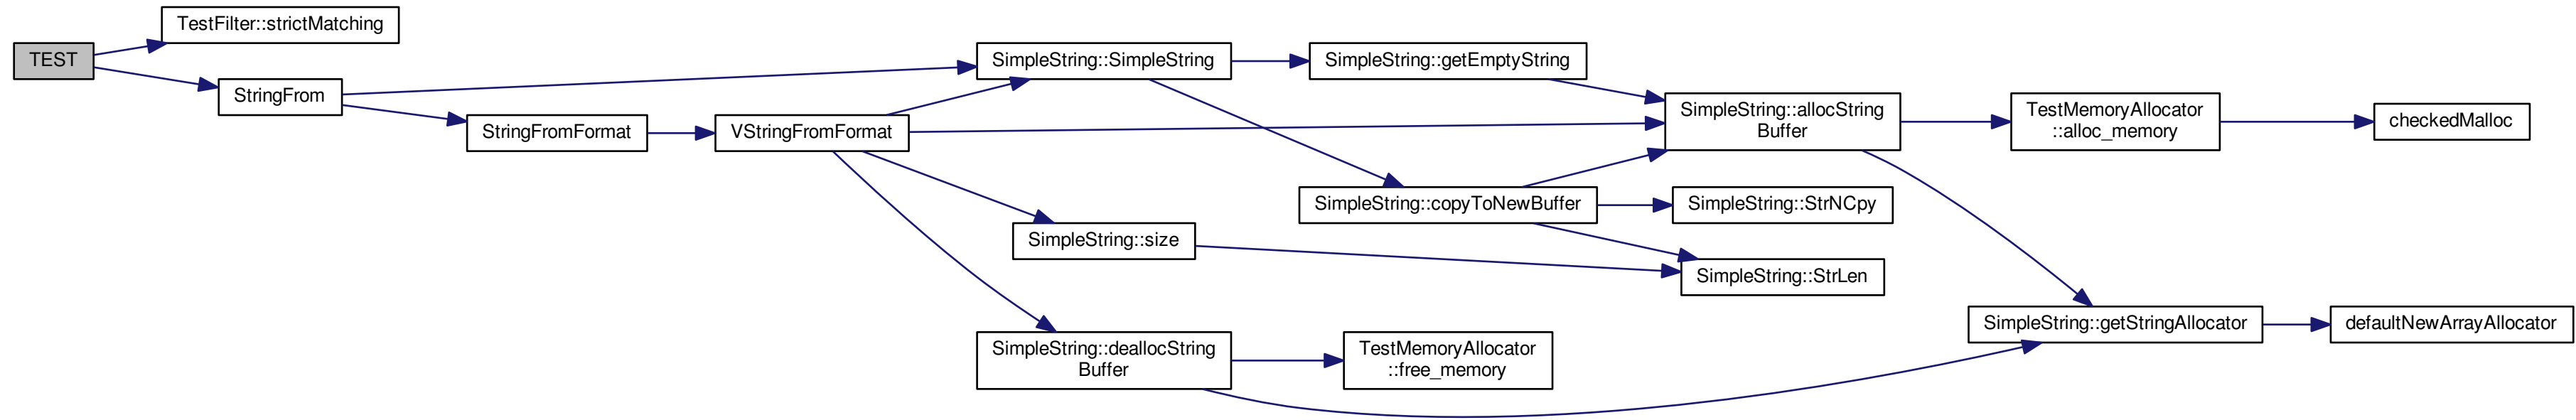 TEST
TestFilter::strictMatching
StringFrom
StringFromFormat
VStringFromFormat
SimpleString::SimpleString
SimpleString::size
SimpleString::deallocString
Buffer
SimpleString::getEmptyString
SimpleString::copyToNewBuffer
TestMemoryAllocator
::free_memory
SimpleString::allocString
Buffer
SimpleString::StrNCpy
SimpleString::StrLen
TestMemoryAllocator
::alloc_memory
SimpleString::getStringAllocator
checkedMalloc
defaultNewArrayAllocator